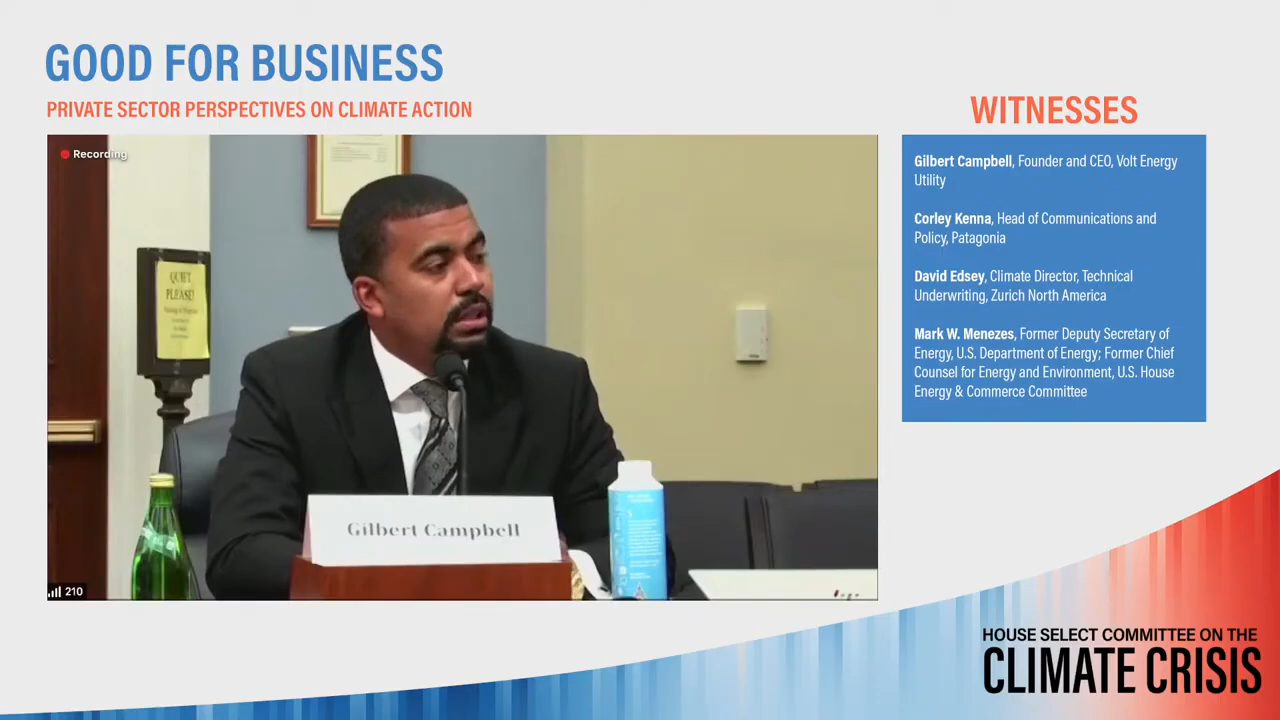 GOOD FOR BUSINESS
PRIVATE SECTOR PERSPECTIVES ON CLIMATE ACTION
Recording
QUIET
PLEASE!
Gilbert Campbell
210
WITNESSES
Gilbert Campbell, Founder and CEO, Volt Energy
Utility
Corley Kenna, Head of Communications and
Policy, Patagonia
David Edsey, Climate Director, Technical
Underwriting, Zurich North America
Mark W. Menezes, Former Deputy Secretary of
Energy, U.S. Department of Energy; Former Chief
Counsel for Energy and Environment, U.S. House
Energy & Commerce Committee
HOUSE SELECT COMMITTEE ON THE
CLIMATE CRISIS